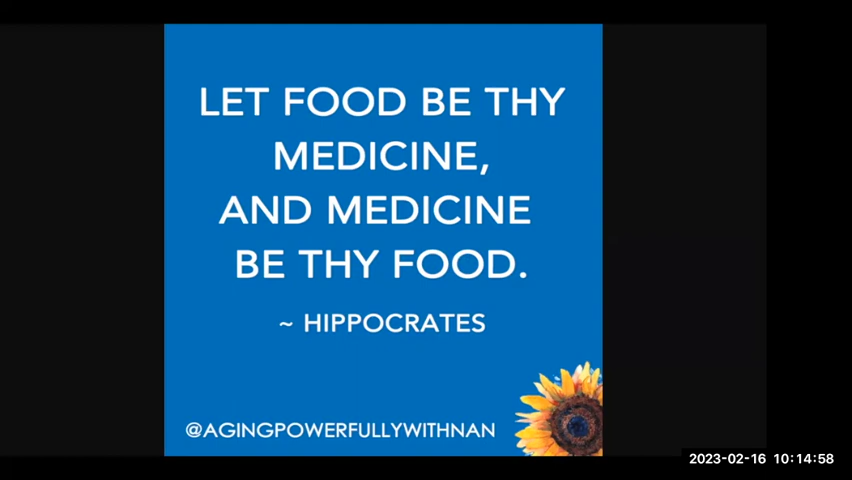 LET FOOD BE THY
MEDICINE,
AND MEDICINE
BE THY FOOD.
~ HIPPOCRATES
@AGINGPOWERFULLYWITHNAN
2023-02-16 10:14:58